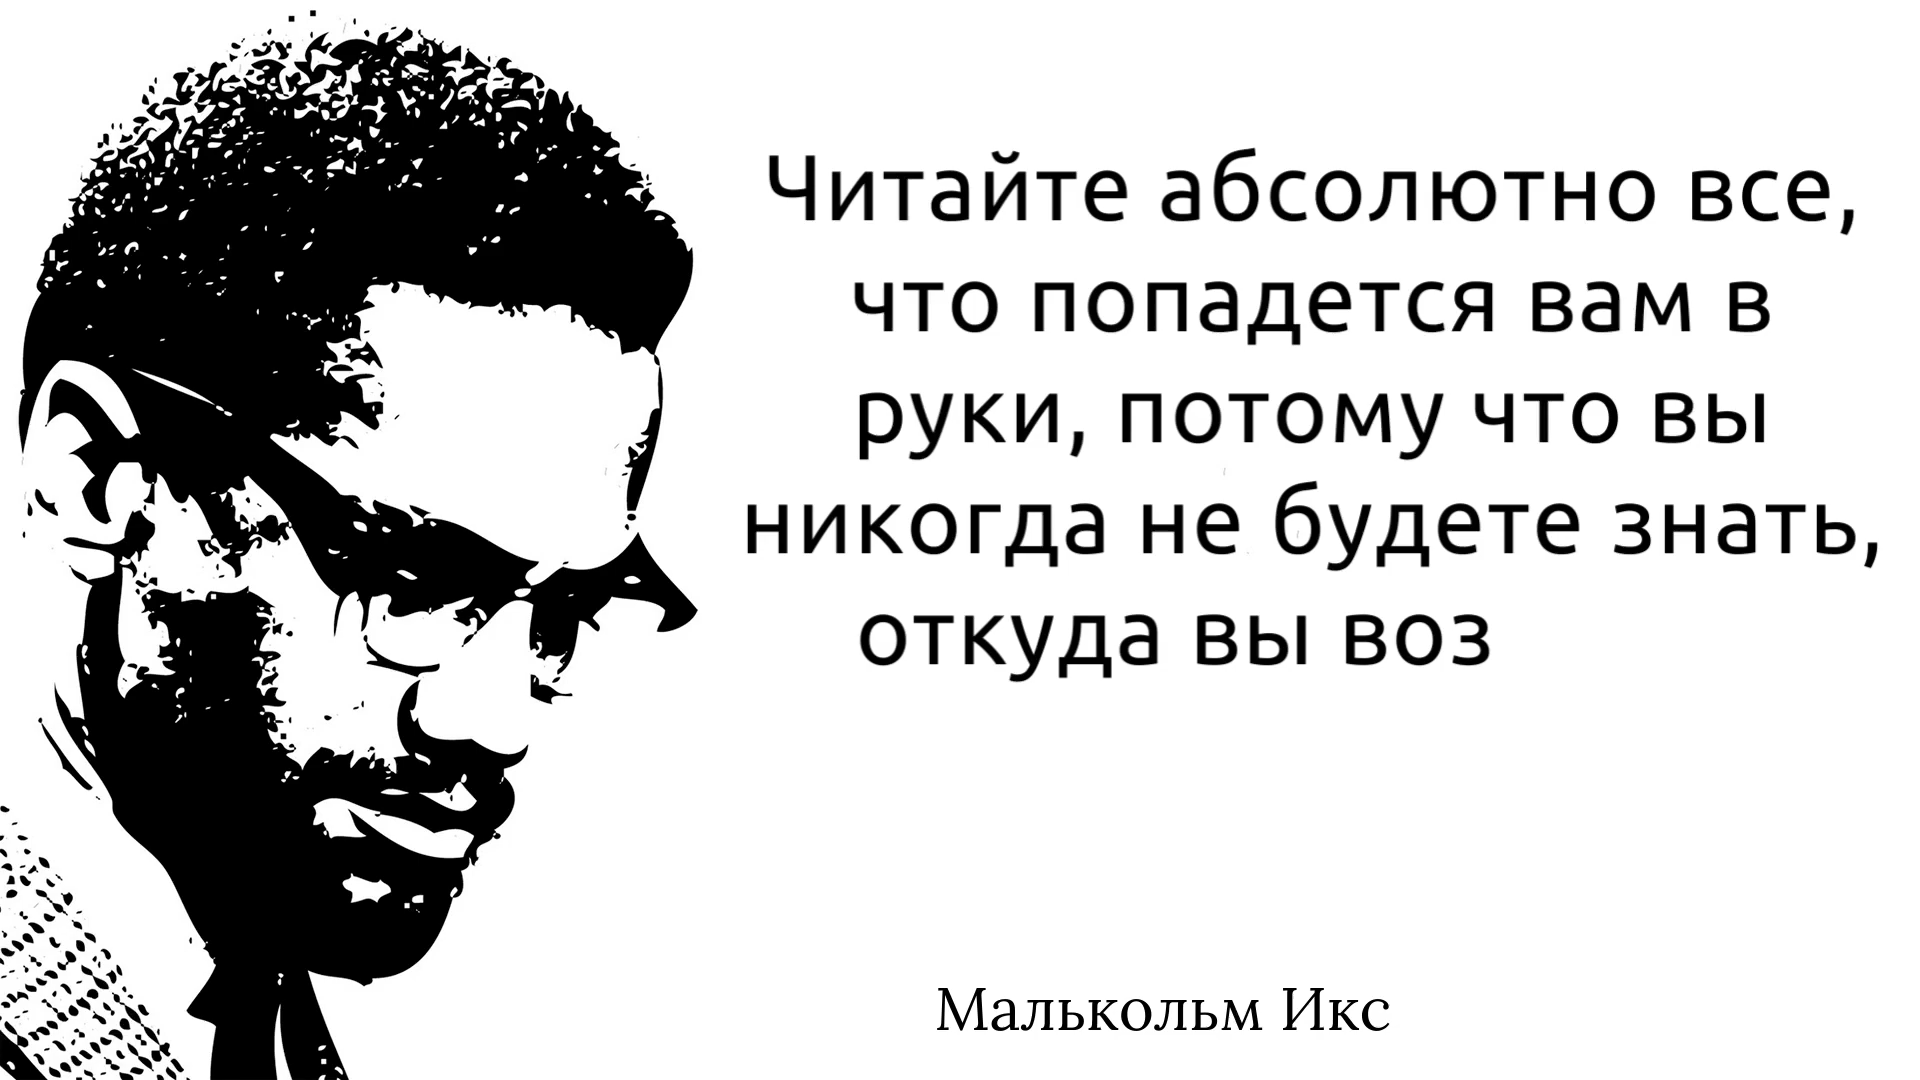 Читайте абсолютно все,
что попадется вам в
руки, потому что вы
никогда не будете знать,
откуда вы воз
Малькольм Икс